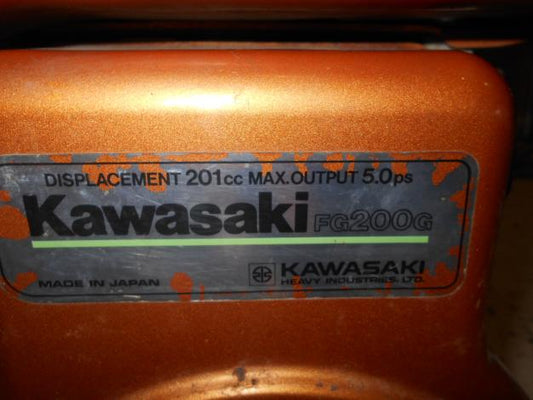 DISPLACEMENT 201cc MAX.OUTPUT 5.0ps
Kawasaki FG200G
MADE IN JAPAN
KAWASAKI
HEAVY INDUSTRIES, LTD.